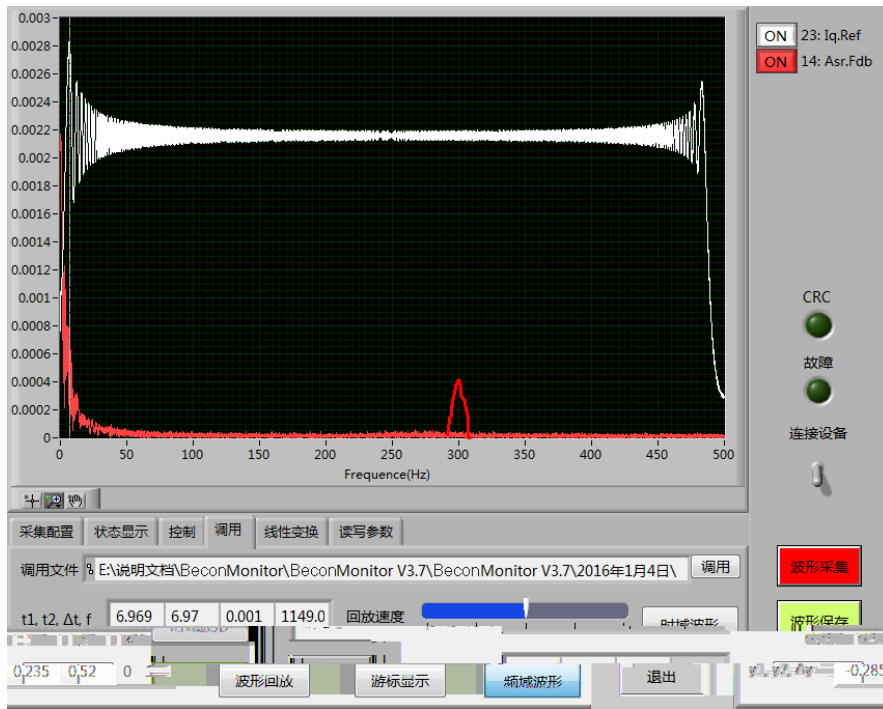 0.003
0.0028
0.0026
0.0024
0.0022
0.002
0.0018
0.0016
0.0014
0.0012
0.001
0.0008
0.0006
0.0004
0.0002
0
0 50 100 150 200 250 300 350 400 450 500
Frequence(Hz)
ON 23: Iq.Ref
ON 14: Asr.Fdb
CRC
故障
连接设备
采集配置 状态显示 控制 调用 线性变换 读写参数
调用文件 E:\说明文档\BeconMonitor\BeconMonitor V3.7\BeconMonitor V3.7\2016年1月4日\ 调用
波形采集
t1, t2, Δt, f 6.969 6.97 0.001 1149.0 回放速度 时域波形 波形保存
0.235 0.52 0 波形回放 游标显示 频域波形 退出 -0.285